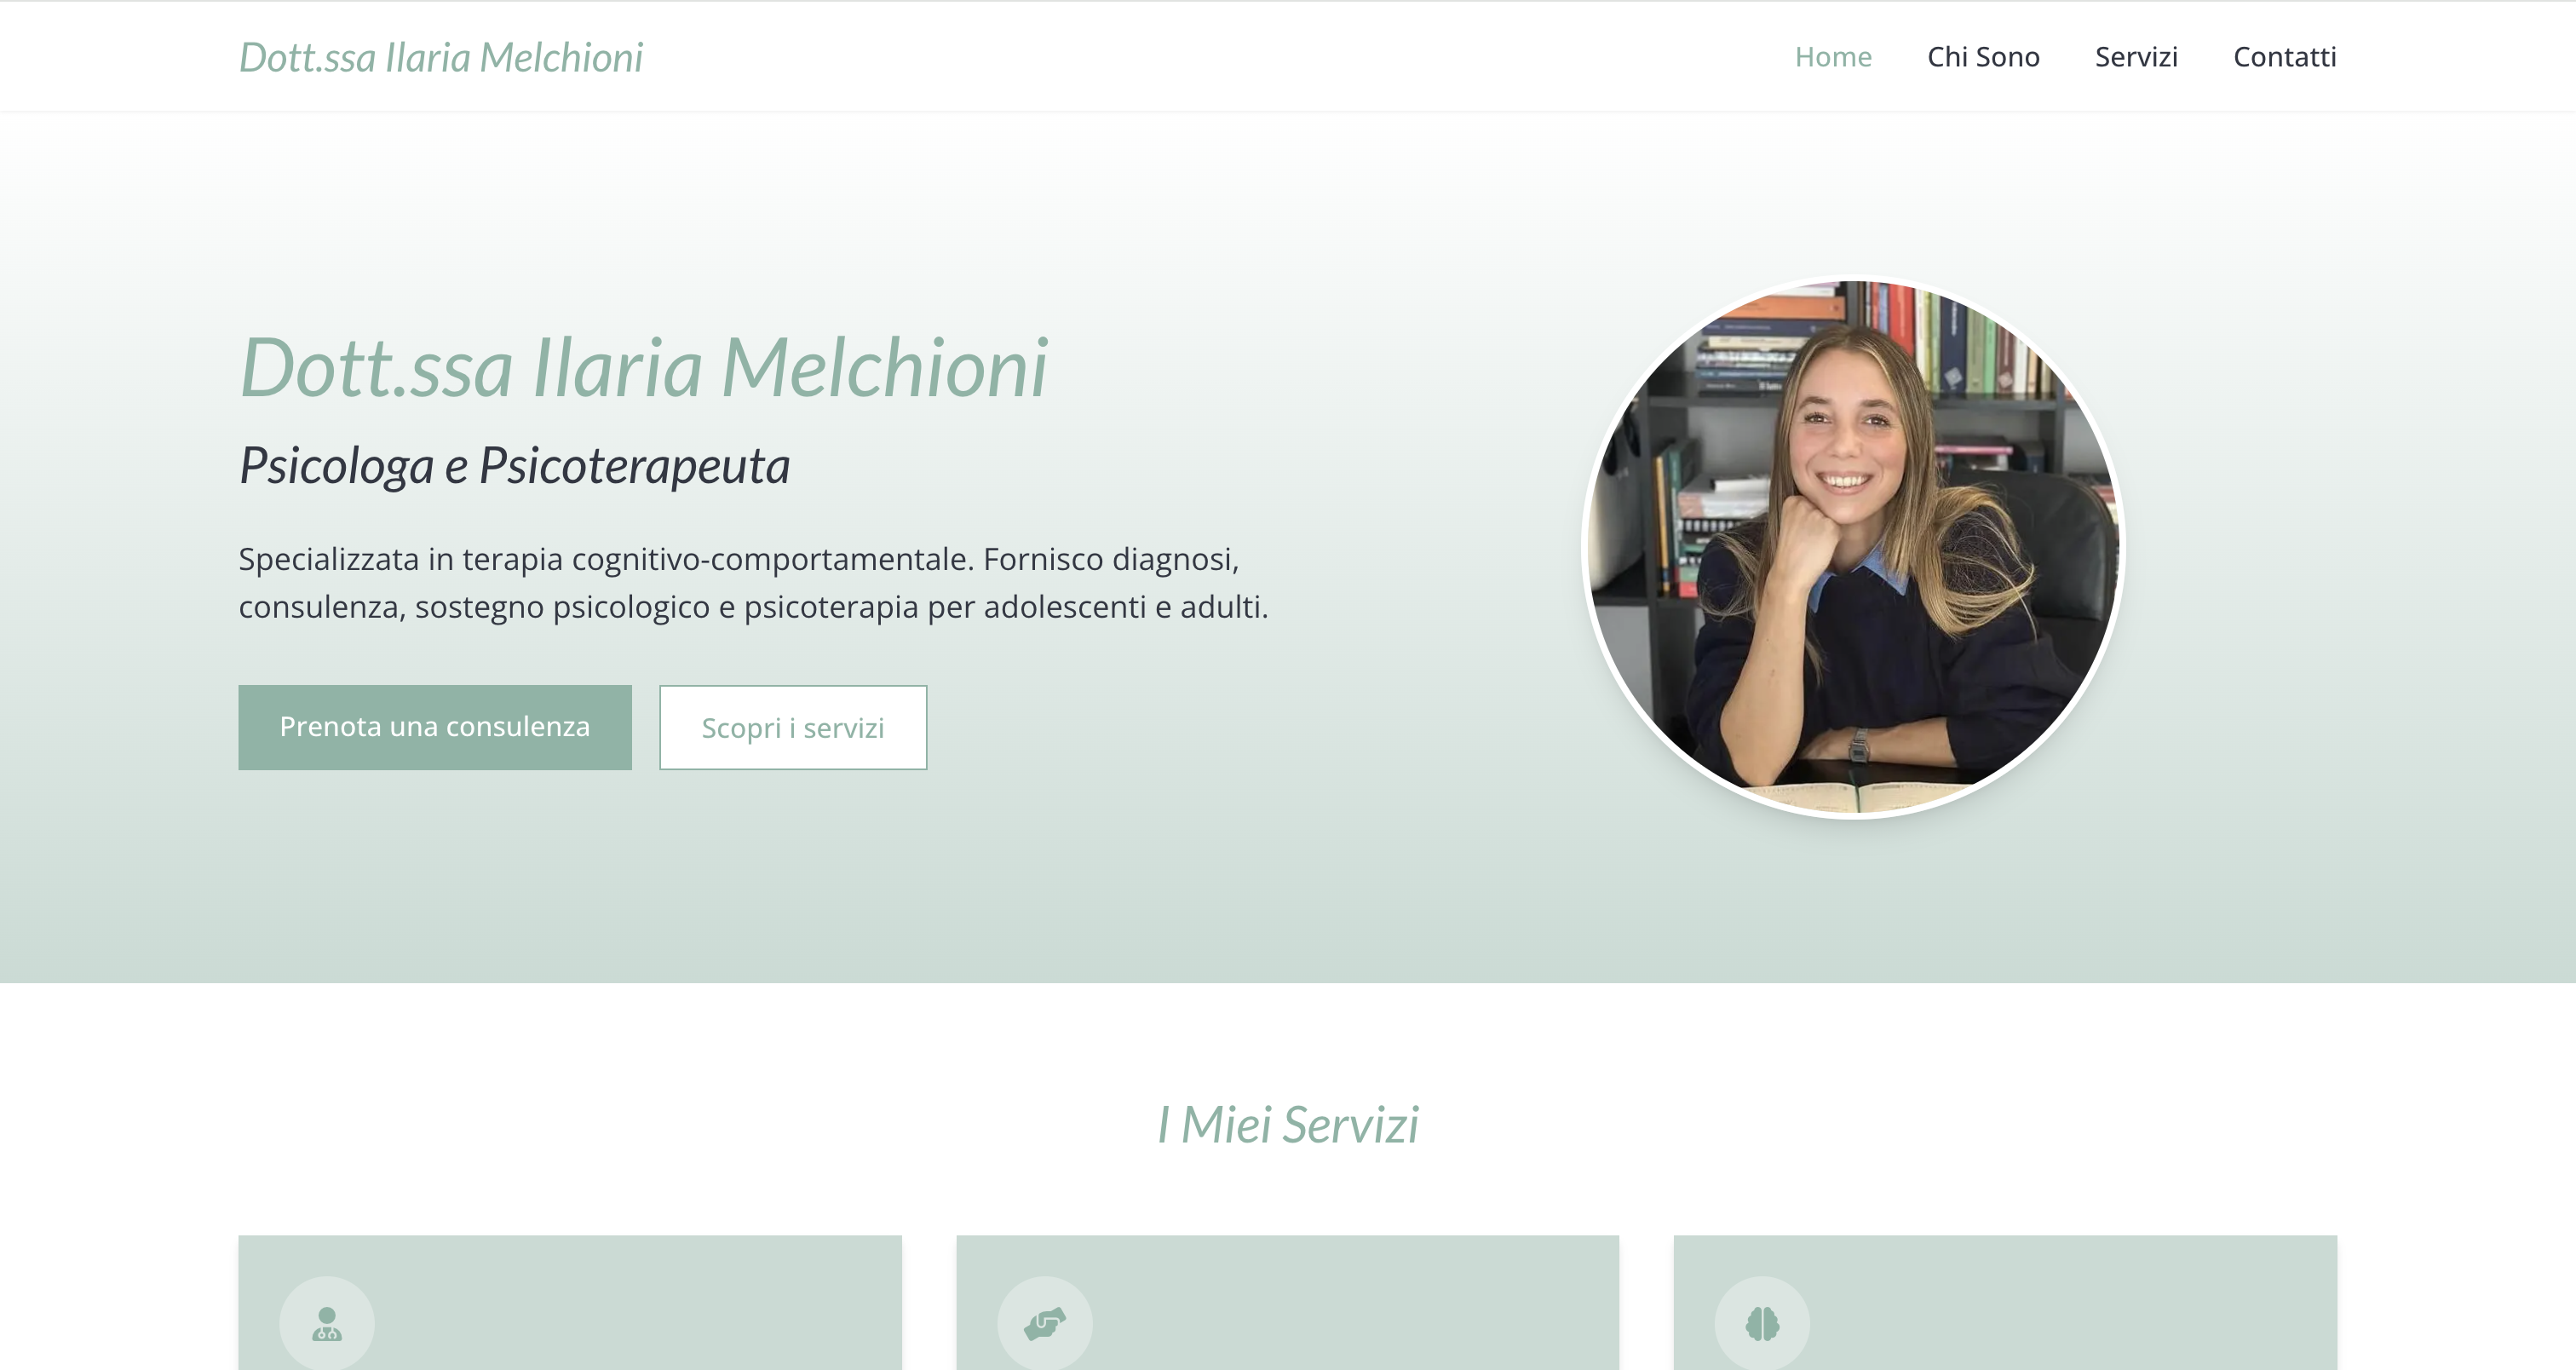 Dott.ssa Ilaria Melchioni
Home
Chi Sono
Servizi
Contatti
Dott.ssa Ilaria Melchioni
Psicologa e Psicoterapeuta
Specializzata in terapia cognitivo-comportamentale. Fornisco diagnosi,
consulenza, sostegno psicologico e psicoterapia per adolescenti e adulti.
Prenota una consulenza
Scopri i servizi
I Miei Servizi